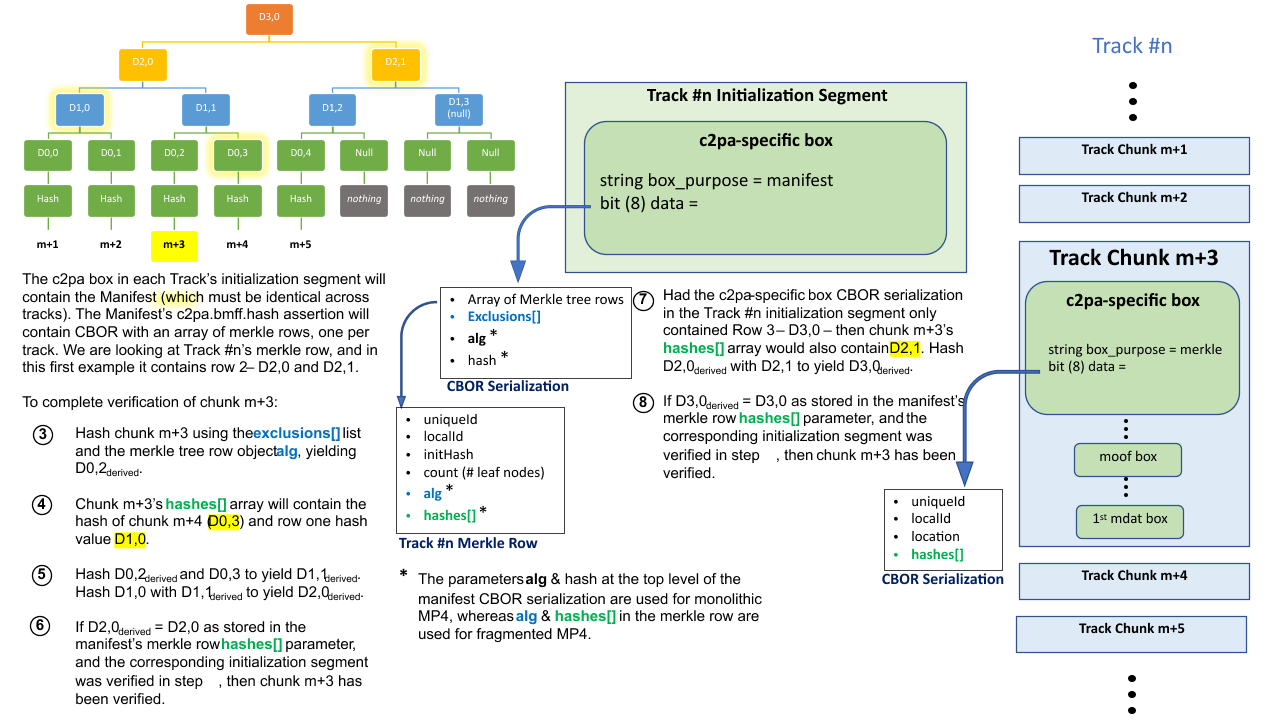 D3,0
D2,0 D2,1
D1,0 D1,1 D1,2 D1,3
(null)
D0,0 D0,1 D0,2 D0,3 D0,4 Null Null Null
Hash Hash Hash Hash Hash nothing nothing nothing
m+1 m+2 m+3 m+4 m+5
The c2pa box in each Track's initialization segment will
contain the Manifest (which must be identical across
tracks). The Manifest's c2pa.bmff.hash assertion will
contain CBOR with an array of merkle rows, one per
track. We are looking at Track #n's merkle row, and in
this first example it contains row 2– D2,0 and D2,1.
To complete verification of chunk m+3:
3 Hash chunk m+3 using the exclusions[] list
and the merkle tree row object alg, yielding
D0,2derived.
4 Chunk m+3's hashes[] array will contain the
hash of chunk m+4 (D0,3) and row one hash
value D1,0.
5 Hash D0,2derived and D0,3 to yield D1,1derived.
Hash D1,0 with D1,1derived to yield D2,0derived.
6 If D2,0derived = D2,0 as stored in the
manifest's merkle row hashes[] parameter,
and the corresponding initialization segment
was verified in step , then chunk m+3 has
been verified.
Track #n Initialization Segment
c2pa-specific box
string box_purpose = manifest
bit (8) data =
• Array of Merkle tree rows
• Exclusions[]
• alg *
• hash *
CBOR Serialization
• uniqueId
• localId
• initHash
• count (# leaf nodes)
• alg *
• hashes[] *
Track #n Merkle Row
* The parameters alg & hash at the top level of the
manifest CBOR serialization are used for monolithic
MP4, whereas alg & hashes[] in the merkle row are
used for fragmented MP4.
7 Had the c2pa-specific box CBOR serialization
in the Track #n initialization segment only
contained Row 3 – D3,0 – then chunk m+3's
hashes[] array would also contain D2,1. Hash
D2,0derived with D2,1 to yield D3,0derived.
8 If D3,0derived = D3,0 as stored in the manifest's
merkle row hashes[] parameter, and the
corresponding initialization segment was
verified in step , then chunk m+3 has been
verified.
• uniqueId
• localId
• location
• hashes[]
CBOR Serialization
Track #n
Track Chunk m+1
Track Chunk m+2
Track Chunk m+3
c2pa-specific box
string box_purpose = merkle
bit (8) data =
moof box
1st mdat box
Track Chunk m+4
Track Chunk m+5